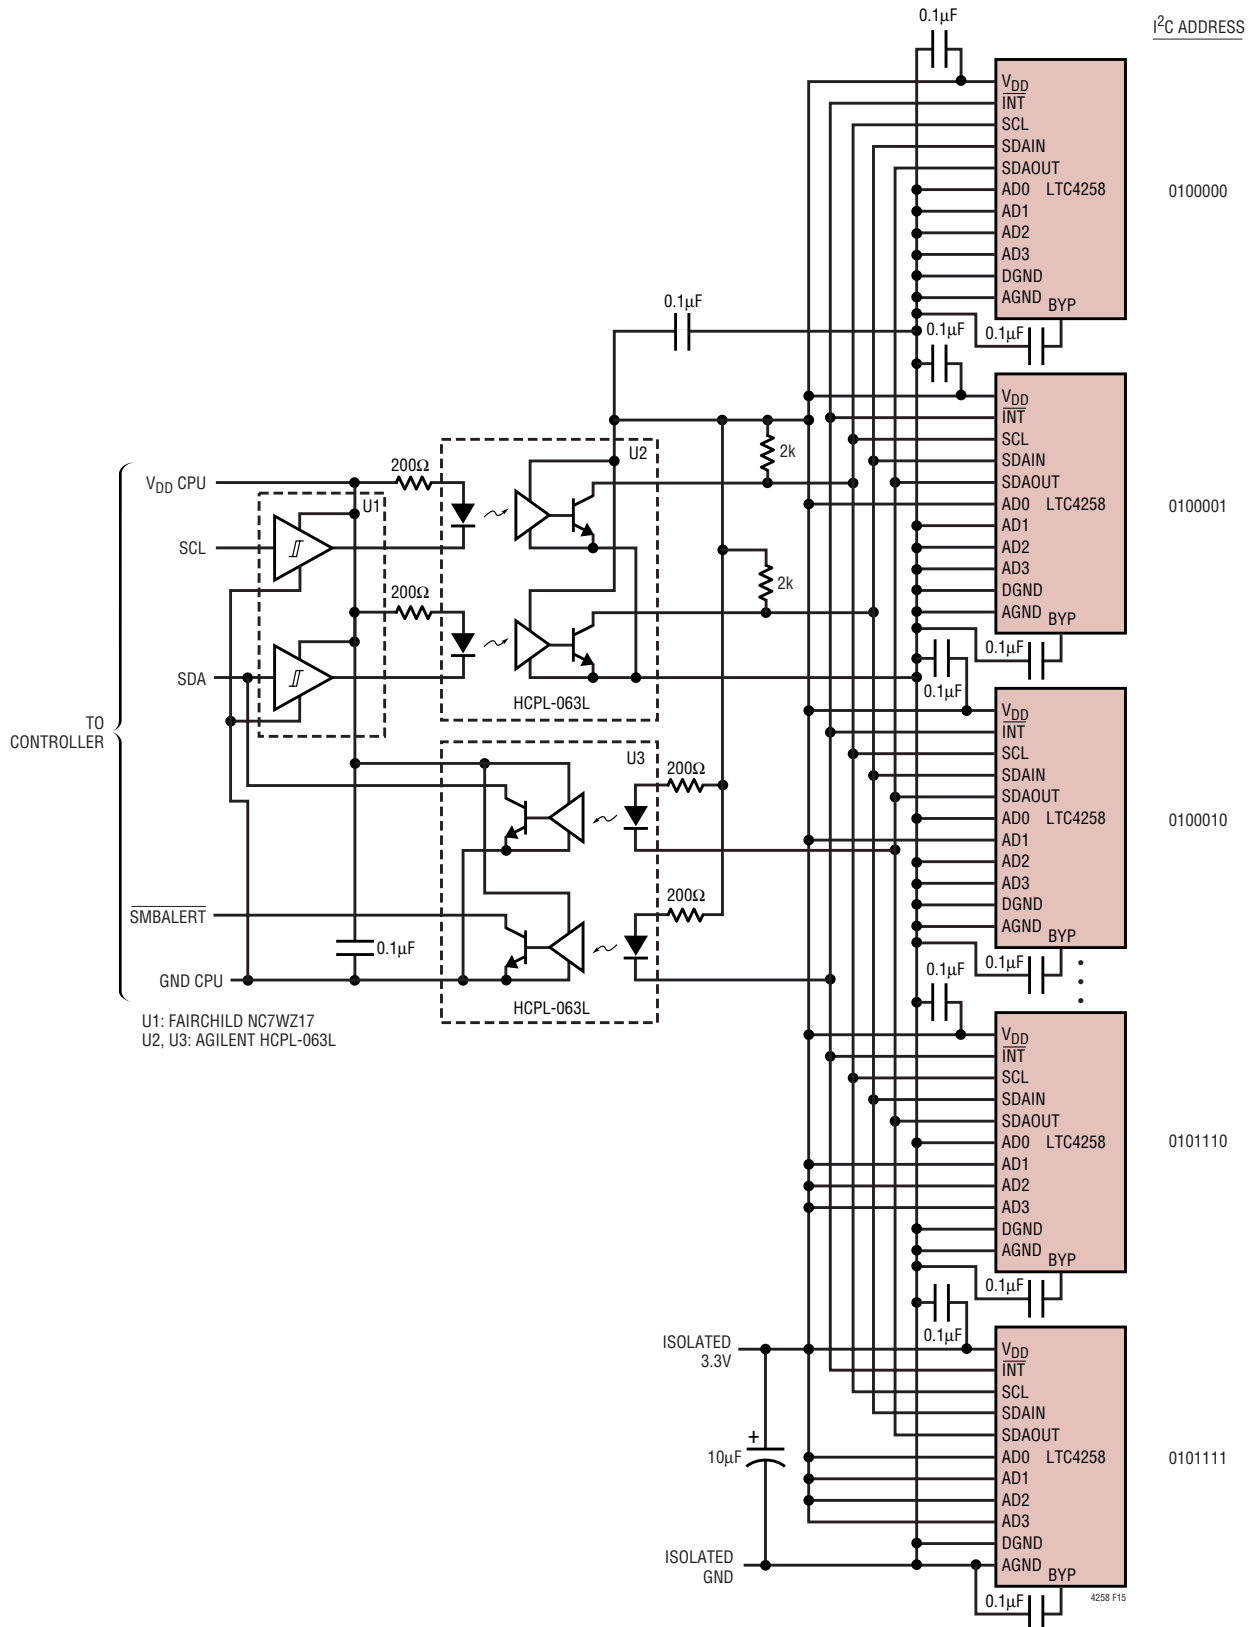 0.1µF
I²C ADDRESS
VDD
INT
SCL
SDAIN
SDAOUT
AD0 LTC4258
AD1
AD2
AD3
DGND
AGND
BYP
0100000
0.1µF
0.1µF
0.1µF
VDD
INT
SCL
SDAIN
SDAOUT
AD0 LTC4258
AD1
AD2
AD3
DGND
AGND
BYP
0100001
0.1µF
0.1µF
VDD
INT
SCL
SDAIN
SDAOUT
AD0 LTC4258
AD1
AD2
AD3
DGND
AGND
BYP
0100010
0.1µF
0.1µF
VDD
INT
SCL
SDAIN
SDAOUT
AD0 LTC4258
AD1
AD2
AD3
DGND
AGND
BYP
0101110
0.1µF
0.1µF
VDD
INT
SCL
SDAIN
SDAOUT
AD0 LTC4258
AD1
AD2
AD3
DGND
AGND
BYP
0101111
0.1µF
4258 F15
TO
CONTROLLER
VDD CPU
SCL
SDA
SMBALERT
GND CPU
U1
200Ω
200Ω
U2
HCPL-063L
2k
2k
U3
200Ω
200Ω
HCPL-063L
0.1µF
U1: FAIRCHILD NC7WZ17
U2, U3: AGILENT HCPL-063L
ISOLATED
3.3V
+
10µF
ISOLATED
GND